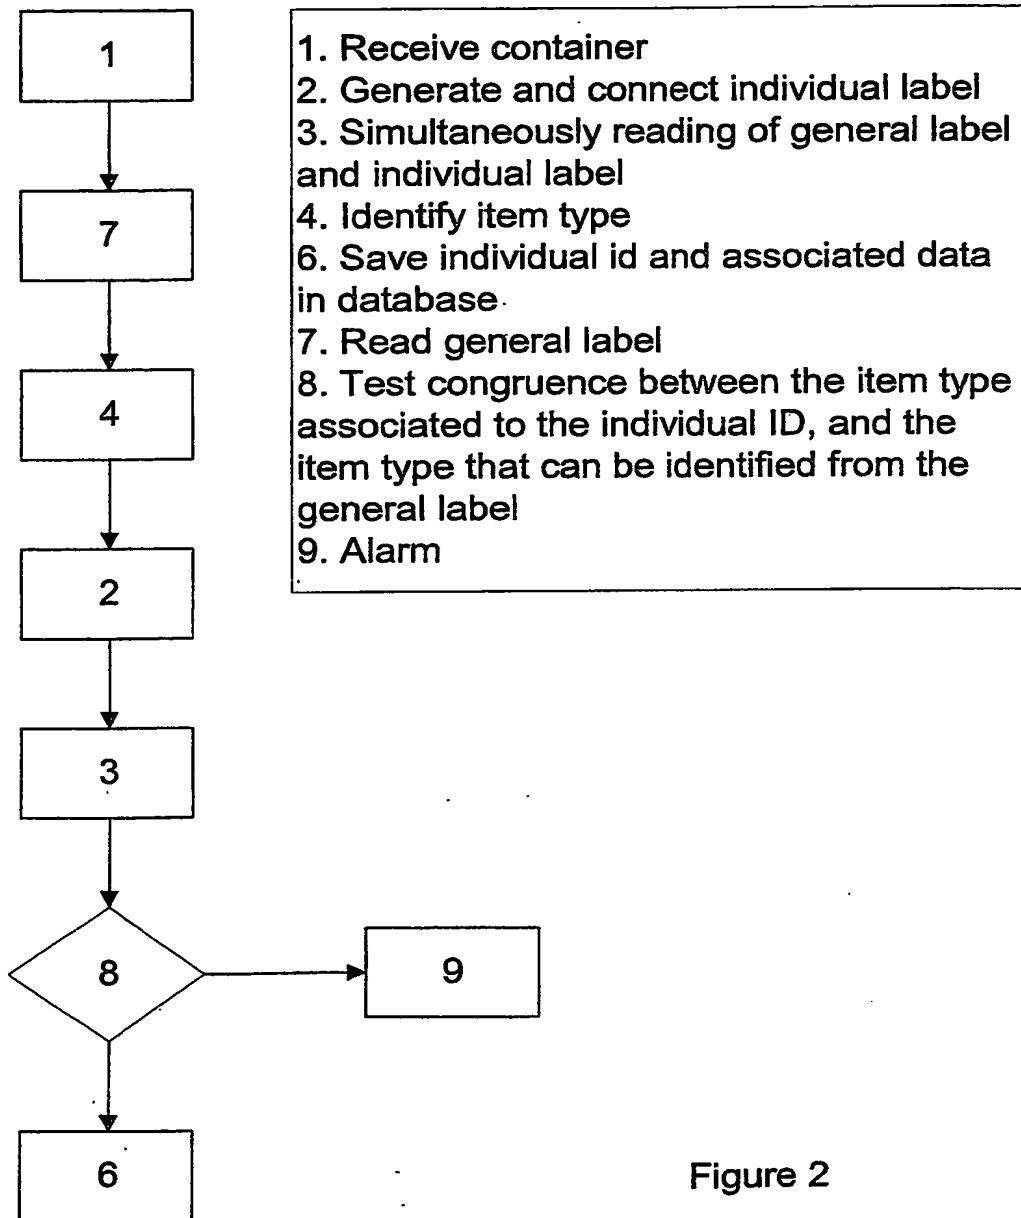 1
1. Receive container
2. Generate and connect individual label
3. Simultaneously reading of general label
and individual label
4. Identify item type
6. Save individual id and associated data
in database
7. Read general label
8. Test congruence between the item type
associated to the individual ID, and the
item type that can be identified from the
general label
9. Alarm
7
4
2
3
8
9
6
Figure 2